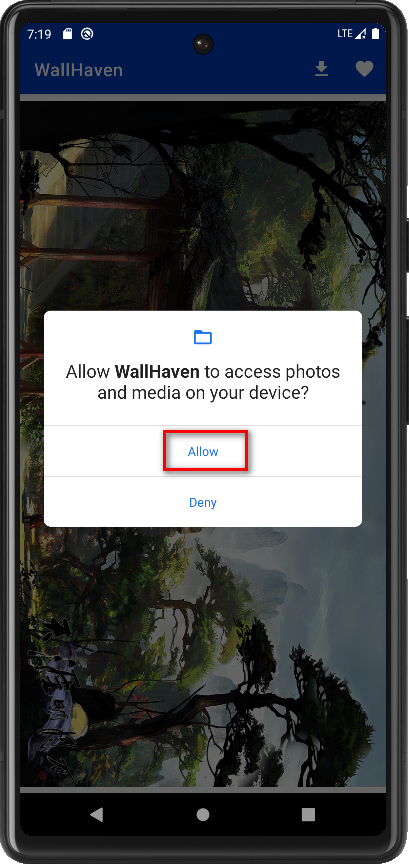 7:19
LTE
WallHaven
Allow WallHaven to access photos
and media on your device?
Allow
Deny